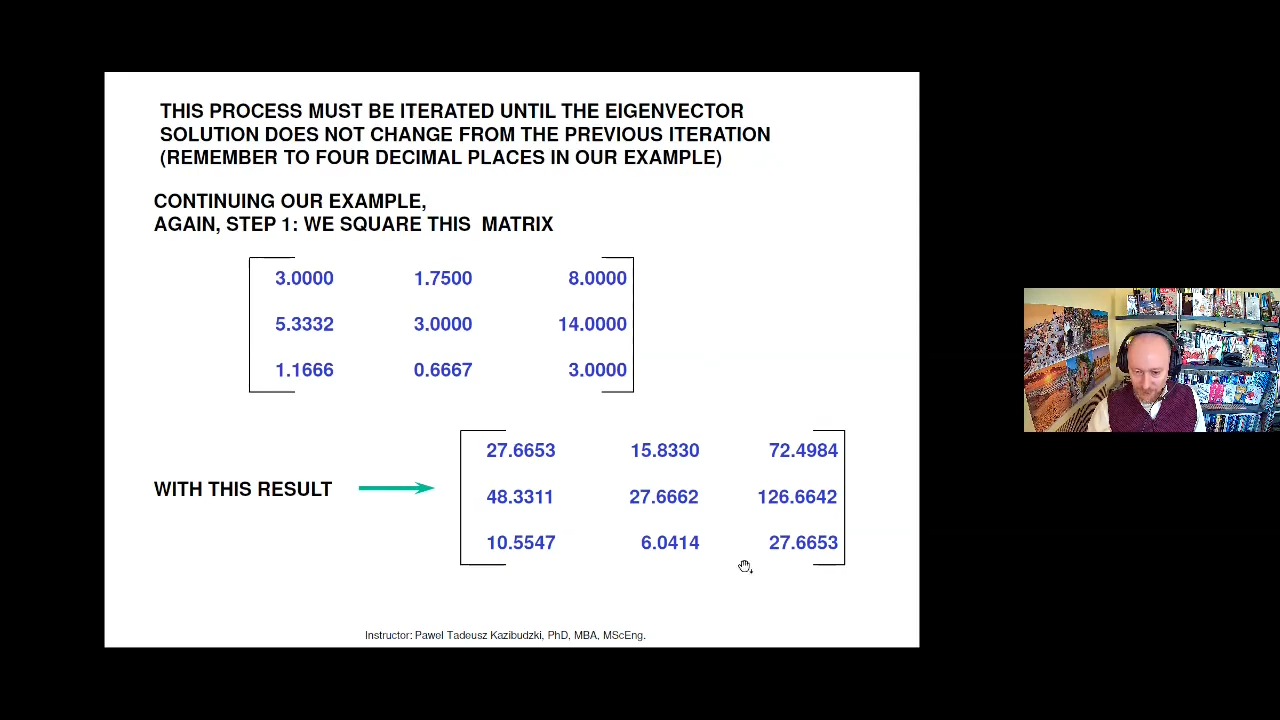 THIS PROCESS MUST BE ITERATED UNTIL THE EIGENVECTOR
SOLUTION DOES NOT CHANGE FROM THE PREVIOUS ITERATION
(REMEMBER TO FOUR DECIMAL PLACES IN OUR EXAMPLE)
CONTINUING OUR EXAMPLE,
AGAIN, STEP 1: WE SQUARE THIS MATRIX
3.0000 1.7500 8.0000
5.3332 3.0000 14.0000
1.1666 0.6667 3.0000
WITH THIS RESULT
27.6653 15.8330 72.4984
48.3311 27.6662 126.6642
10.5547 6.0414 27.6653
Instructor: Pawel Tadeusz Kazibudzki, PhD, MBA, MScEng.